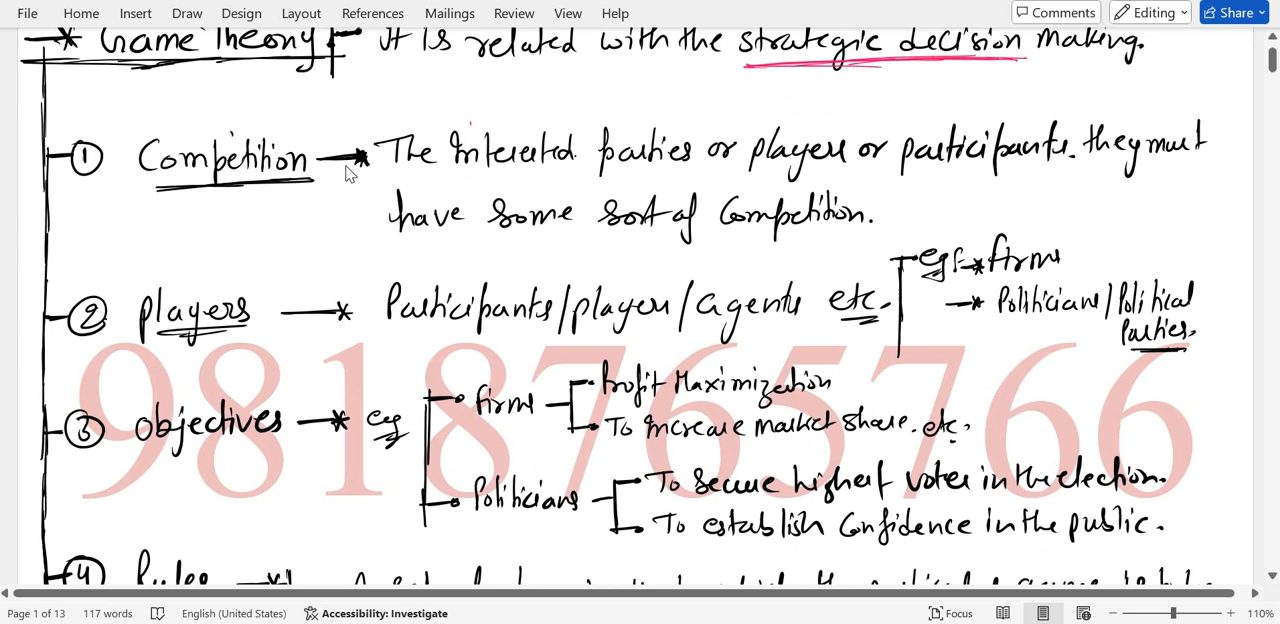 File Home Insert Draw Design Layout References Mailings Review View Help Comments Editing Share
* Game Theory It is related with the strategic decision making.
① Competition → The Interested parties or players or participants. they must
have some sort of Competition.
② players → Participants/players/agents etc.
eg:→ firms
→ Politicians/Political
Parties.
9818765766
③ objectives → eg
firms
Profit Maximization
To increase market share. etc.
Politicians
To secure highest votes in the election.
To establish Confidence in the public.
④ Rules
Page 1 of 13 117 words English (United States) Accessibility: Investigate Focus 110%